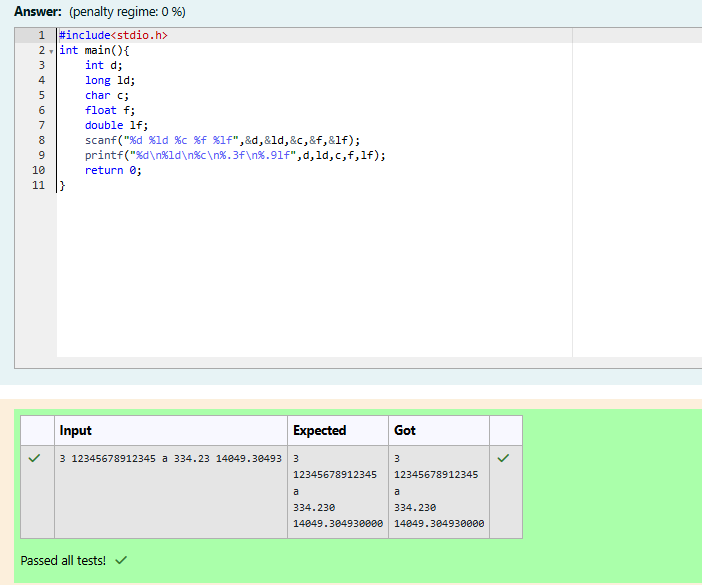 Answer: (penalty regime: 0 %)
1 #include<stdio.h>
2 int main(){
3     int d;
4     long ld;
5     char c;
6     float f;
7     double lf;
8     scanf("%d %ld %c %f %lf",&d,&ld,&c,&f,&lf);
9     printf("%d\n%ld\n%c\n%.3f\n%.9lf",d,ld,c,f,lf);
10     return 0;
11 }
Input Expected Got
3 12345678912345 a 334.23 14049.30493 3 3
12345678912345 12345678912345
a a
334.230 334.230
14049.304930000 14049.304930000
Passed all tests!